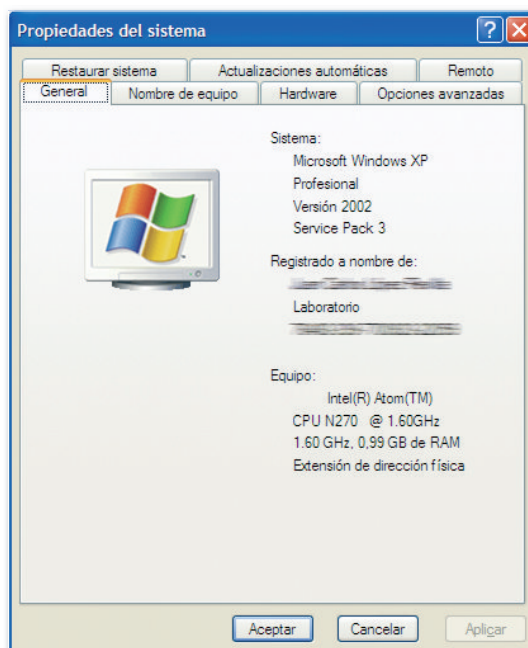 Propiedades del sistema
Restaurar sistema Actualizaciones automáticas Remoto
General Nombre de equipo Hardware Opciones avanzadas
Sistema:
Microsoft Windows XP
Profesional
Versión 2002
Service Pack 3
Registrado a nombre de:
Laboratorio
Equipo:
Intel(R) Atom(TM)
CPU N270 @ 1.60GHz
1.60 GHz, 0,99 GB de RAM
Extensión de dirección física
Aceptar Cancelar Aplicar